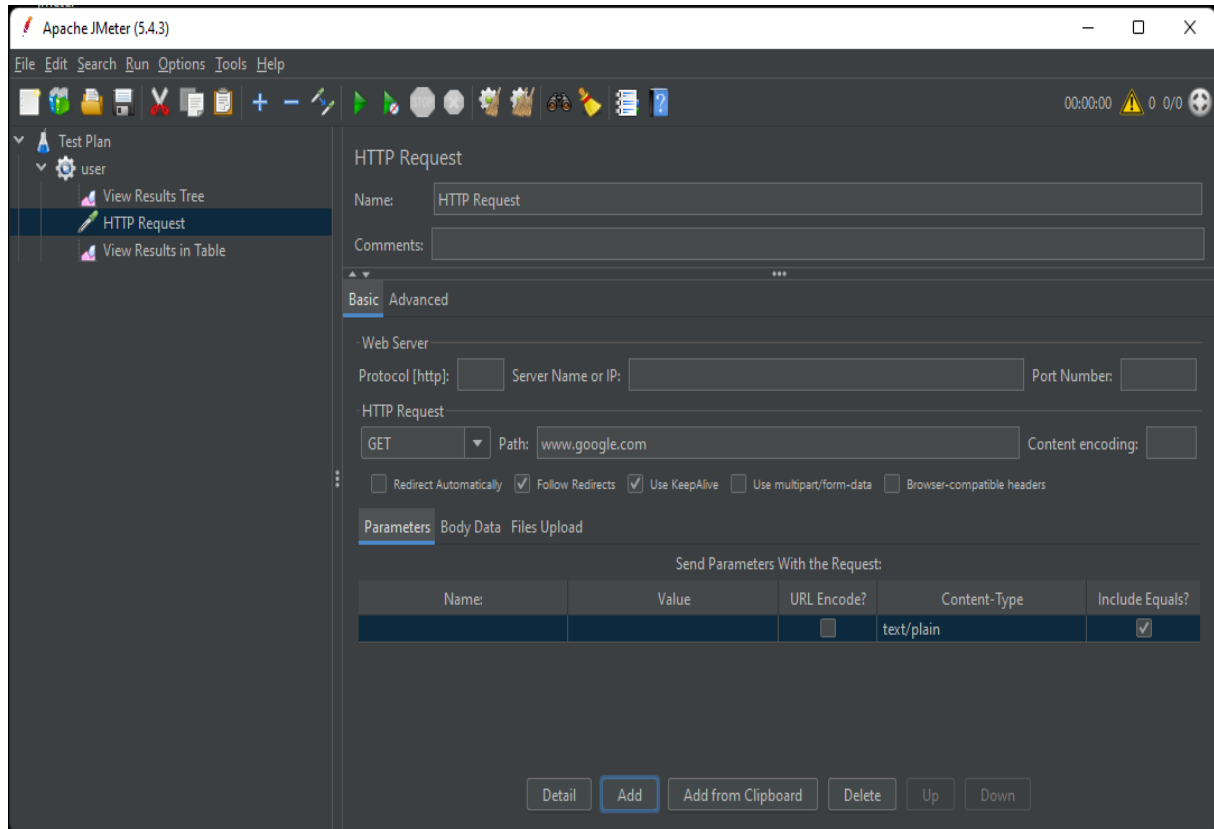 Apache JMeter (5.4.3)
File Edit Search Run Options Tools Help
STOP
00:00:00 0 0/0
Test Plan
user
View Results Tree
HTTP Request
View Results in Table
HTTP Request
Name: HTTP Request
Comments:
Basic Advanced
Web Server
Protocol [http]: Server Name or IP: Port Number:
HTTP Request
GET Path: www.google.com Content encoding:
Redirect Automatically Follow Redirects Use KeepAlive Use multipart/form-data Browser-compatible headers
Parameters Body Data Files Upload
Send Parameters With the Request:
Name: Value URL Encode? Content-Type Include Equals?
text/plain
Detail Add Add from Clipboard Delete Up Down